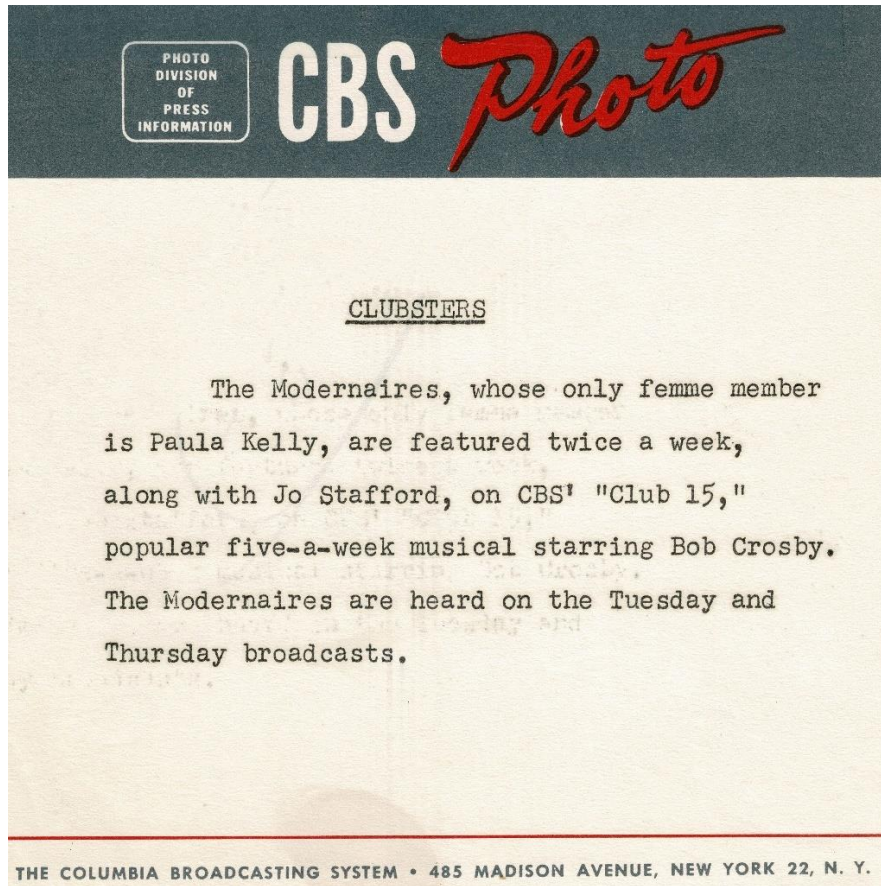 PHOTO
DIVISION
OF
PRESS
INFORMATION
CBS Photo
CLUBSTERS
The Modernaires, whose only femme member
is Paula Kelly, are featured twice a week,
along with Jo Stafford, on CBS' "Club 15,"
popular five-a-week musical starring Bob Crosby.
The Modernaires are heard on the Tuesday and
Thursday broadcasts.
THE COLUMBIA BROADCASTING SYSTEM • 485 MADISON AVENUE, NEW YORK 22, N. Y.